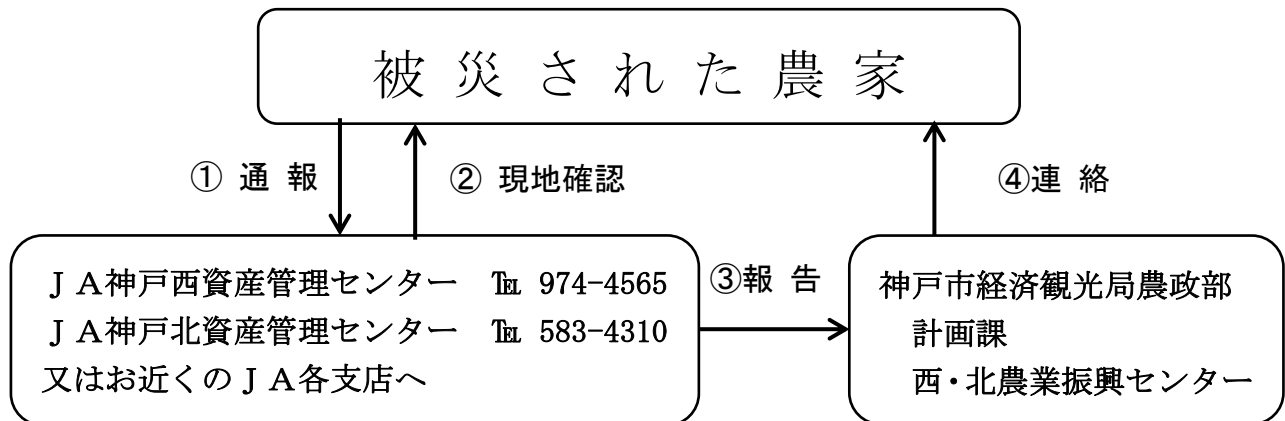 被災された農家
① 通 報
② 現地確認
④連 絡
ＪＡ神戸西資産管理センター ℡ 974-4565
ＪＡ神戸北資産管理センター ℡ 583-4310
又はお近くのＪＡ各支店へ
③報 告
神戸市経済観光局農政部
計画課
西・北農業振興センター